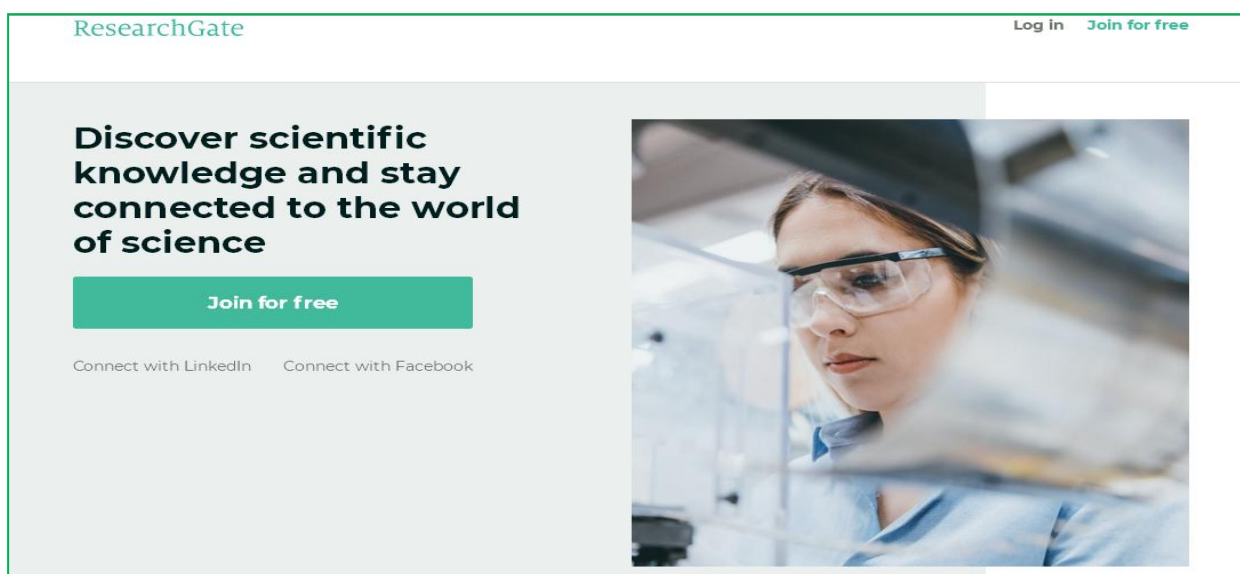 ResearchGate
Log in Join for free
Discover scientific
knowledge and stay
connected to the world
of science
Join for free
Connect with LinkedIn Connect with Facebook